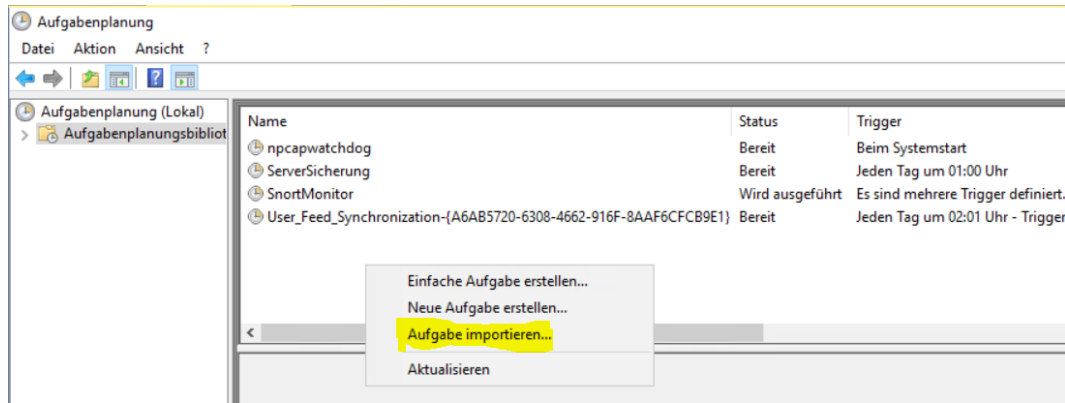 Aufgabenplanung
Datei Aktion Ansicht ?
Aufgabenplanung (Lokal)
Aufgabenplanungsbibliot
Name Status Trigger
npcapwatchdog Bereit Beim Systemstart
ServerSicherung Bereit Jeden Tag um 01:00 Uhr
SnortMonitor Wird ausgeführt Es sind mehrere Trigger definiert.
User_Feed_Synchronization-{A6AB5720-6308-4662-916F-8AAF6CFCB9E1} Bereit Jeden Tag um 02:01 Uhr - Trigger
Einfache Aufgabe erstellen...
Neue Aufgabe erstellen...
Aufgabe importieren...
Aktualisieren